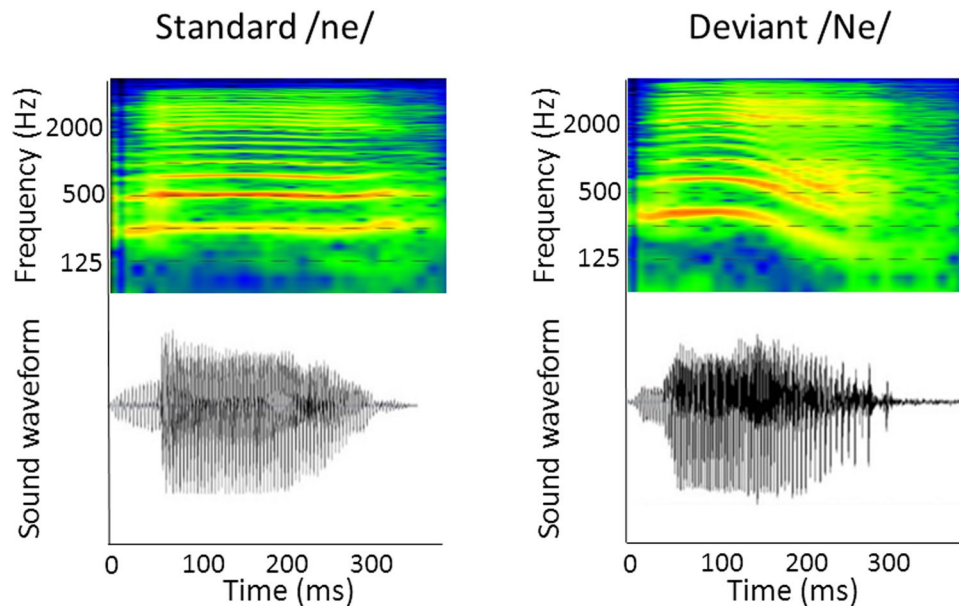 Standard /ne/
Deviant /Ne/
Frequency (Hz)
2000
500
125
Frequency (Hz)
2000
500
125
Sound waveform
Sound waveform
0 100 200 300
Time (ms)
0 100 200 300
Time (ms)